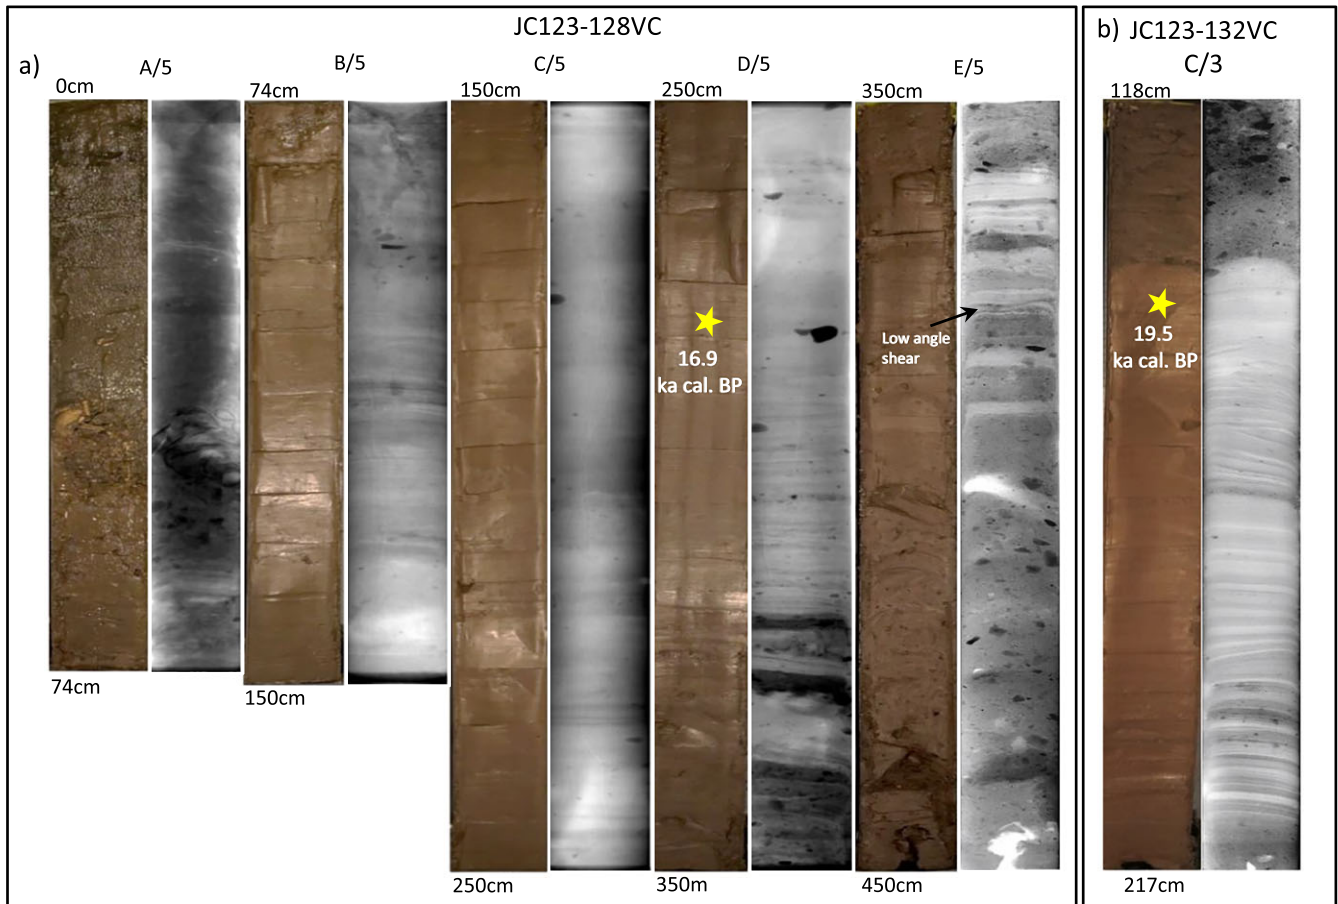 JC123-128VC
a)
A/5
B/5
C/5
D/5
E/5
0cm
74cm
150cm
250cm
350cm
16.9
ka cal. BP
Low angle
shear
74cm
150cm
250cm
350m
450cm
b) JC123-132VC
C/3
118cm
19.5
ka cal. BP
217cm